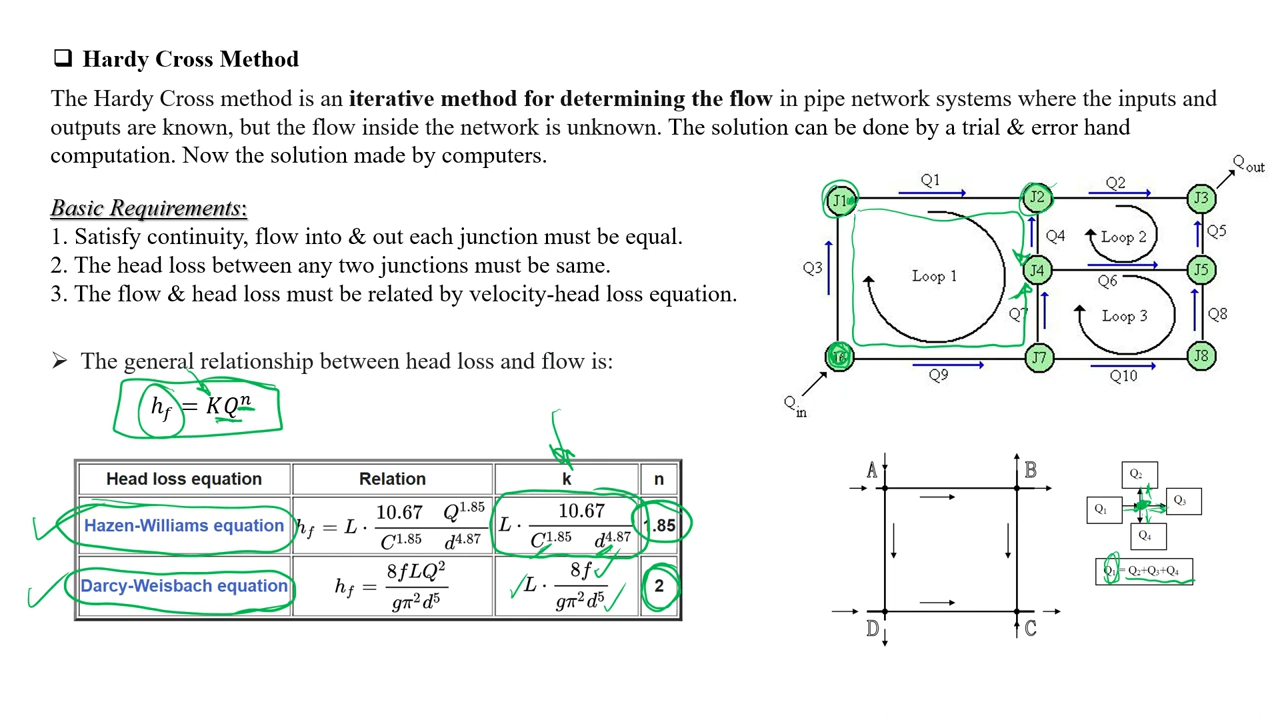 ❑ Hardy Cross Method
The Hardy Cross method is an iterative method for determining the flow in pipe network systems where the inputs and
outputs are known, but the flow inside the network is unknown. The solution can be done by a trial & error hand
computation. Now the solution made by computers.
Basic Requirements:
1. Satisfy continuity, flow into & out each junction must be equal.
2. The head loss between any two junctions must be same.
3. The flow & head loss must be related by velocity-head loss equation.
➢ The general relationship between head loss and flow is:
h_f = KQ^n
Head loss equation Relation k n
Hazen-Williams equation h_f = L · 10.67/C^1.85 Q^1.85/d^4.87 L · 10.67/(C^1.85 d^4.87) 1.85
Darcy-Weisbach equation h_f = 8fLQ²/(gπ²d⁵) L · 8f/(gπ²d⁵) 2
Q_out
J1 Q1 J2 Q2 J3
Q3 Loop 1 Q4 Loop 2 Q5
J4 Q6 J5
Q7 Loop 3 Q8
J6 Q9 J7 Q10 J8
Q_in
A B
D C
Q₂
Q₁ Q₃
Q₄
Q₁=Q₂+Q₃+Q₄